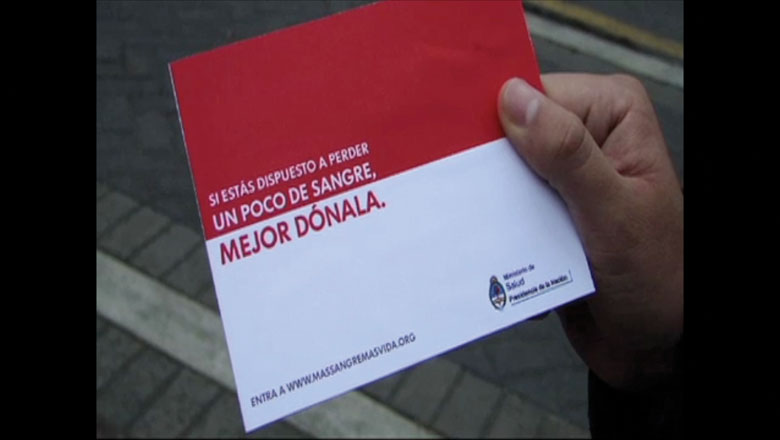 SI ESTÁS DISPUESTO A PERDER
UN POCO DE SANGRE,
MEJOR DÓNALA.
Ministerio de
Salud
Presidencia de la Nación
ENTRA A WWW.MASSANGREMASVIDA.ORG